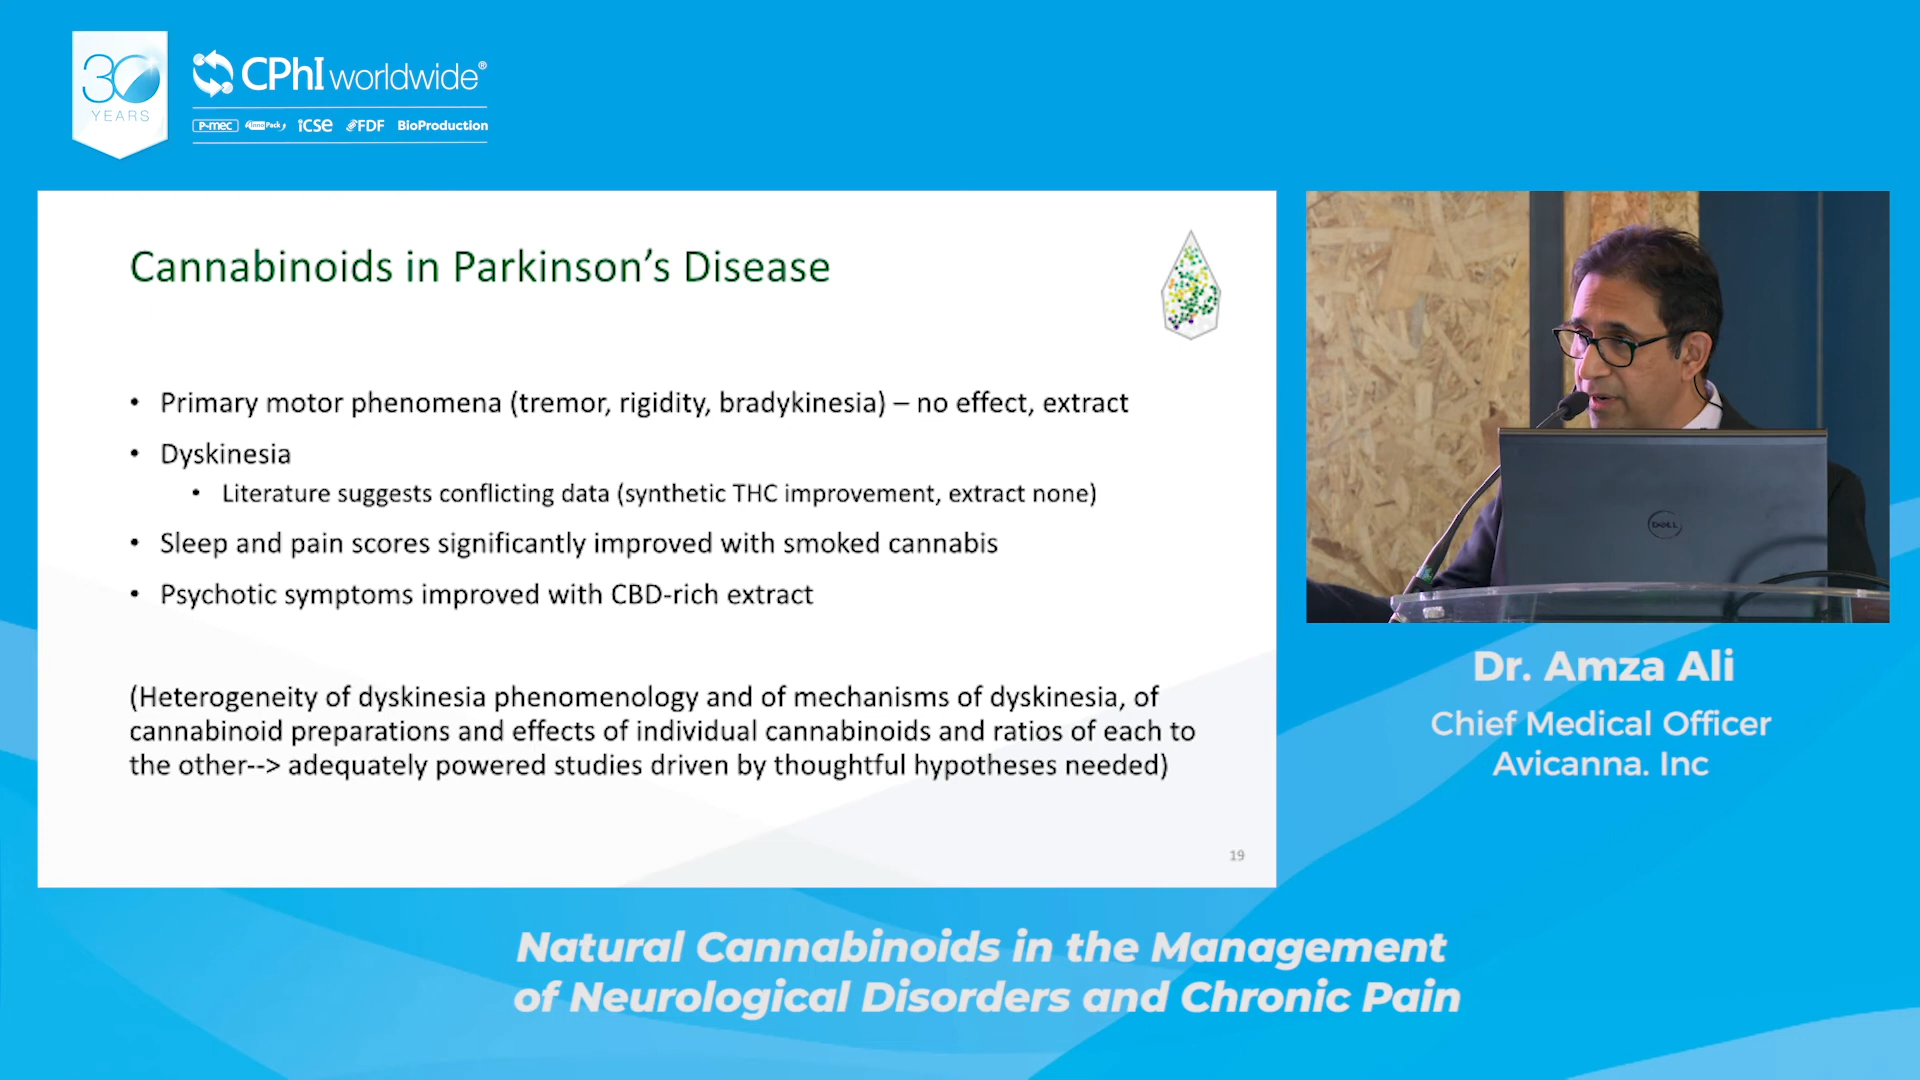 30
YEARS
CPhI worldwide®
P-mec InnoPack iCSE FDF BioProduction
Cannabinoids in Parkinson's Disease
• Primary motor phenomena (tremor, rigidity, bradykinesia) – no effect, extract
• Dyskinesia
• Literature suggests conflicting data (synthetic THC improvement, extract none)
• Sleep and pain scores significantly improved with smoked cannabis
• Psychotic symptoms improved with CBD-rich extract
(Heterogeneity of dyskinesia phenomenology and of mechanisms of dyskinesia, of
cannabinoid preparations and effects of individual cannabinoids and ratios of each to
the other--> adequately powered studies driven by thoughtful hypotheses needed)
19
DELL
Dr. Amza Ali
Chief Medical Officer
Avicanna. Inc
Natural Cannabinoids in the Management
of Neurological Disorders and Chronic Pain